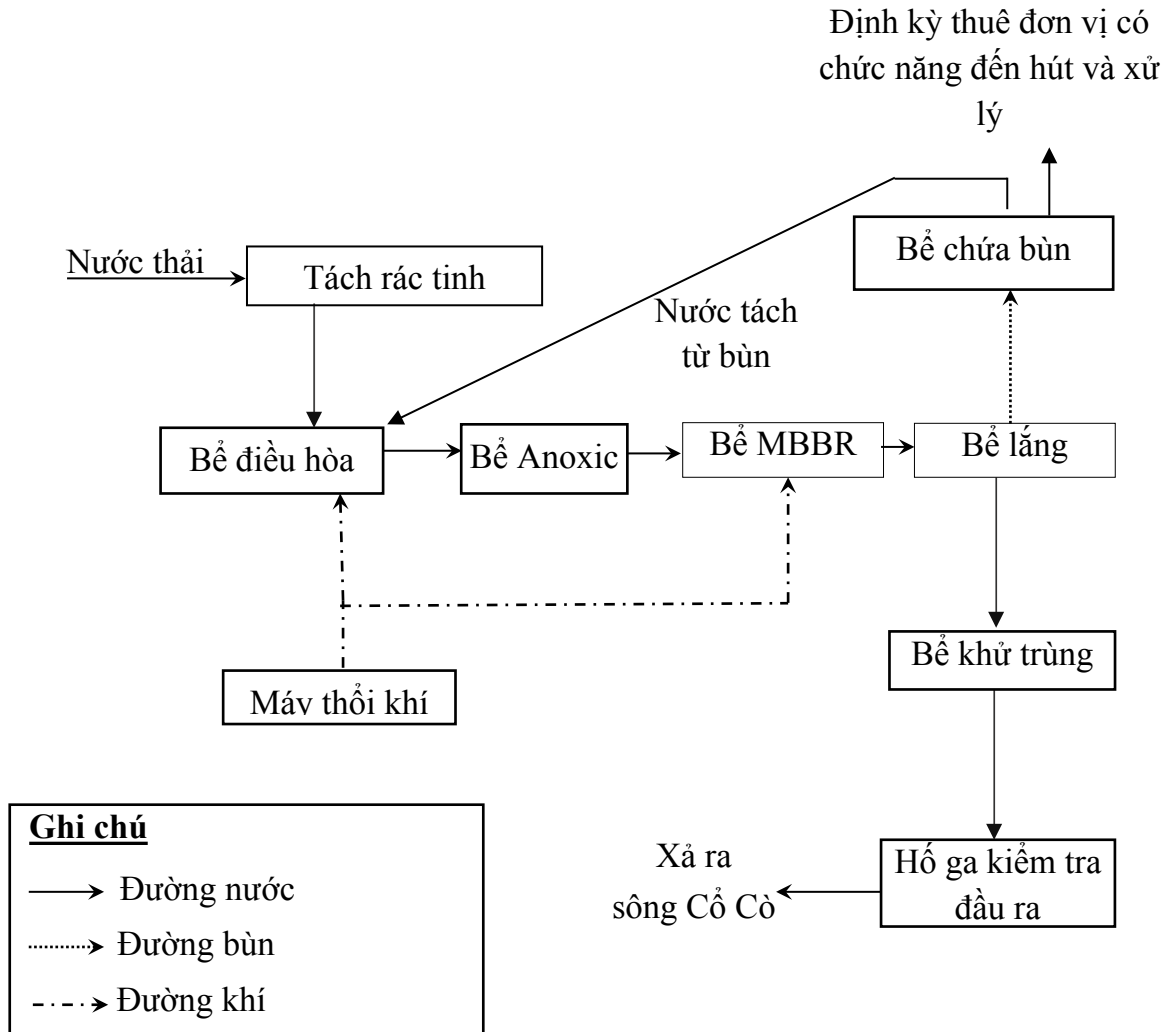 Định kỳ thuê đơn vị có
chức năng đến hút và xử
lý
Bể chứa bùn
Nước thải
Tách rác tinh
Nước tách
từ bùn
Bể điều hòa
Bể Anoxic
Bể MBBR
Bể lắng
Bể khử trùng
Máy thổi khí
Hố ga kiểm tra
đầu ra
Xả ra
sông Cổ Cò
Ghi chú
Đường nước
Đường bùn
Đường khí